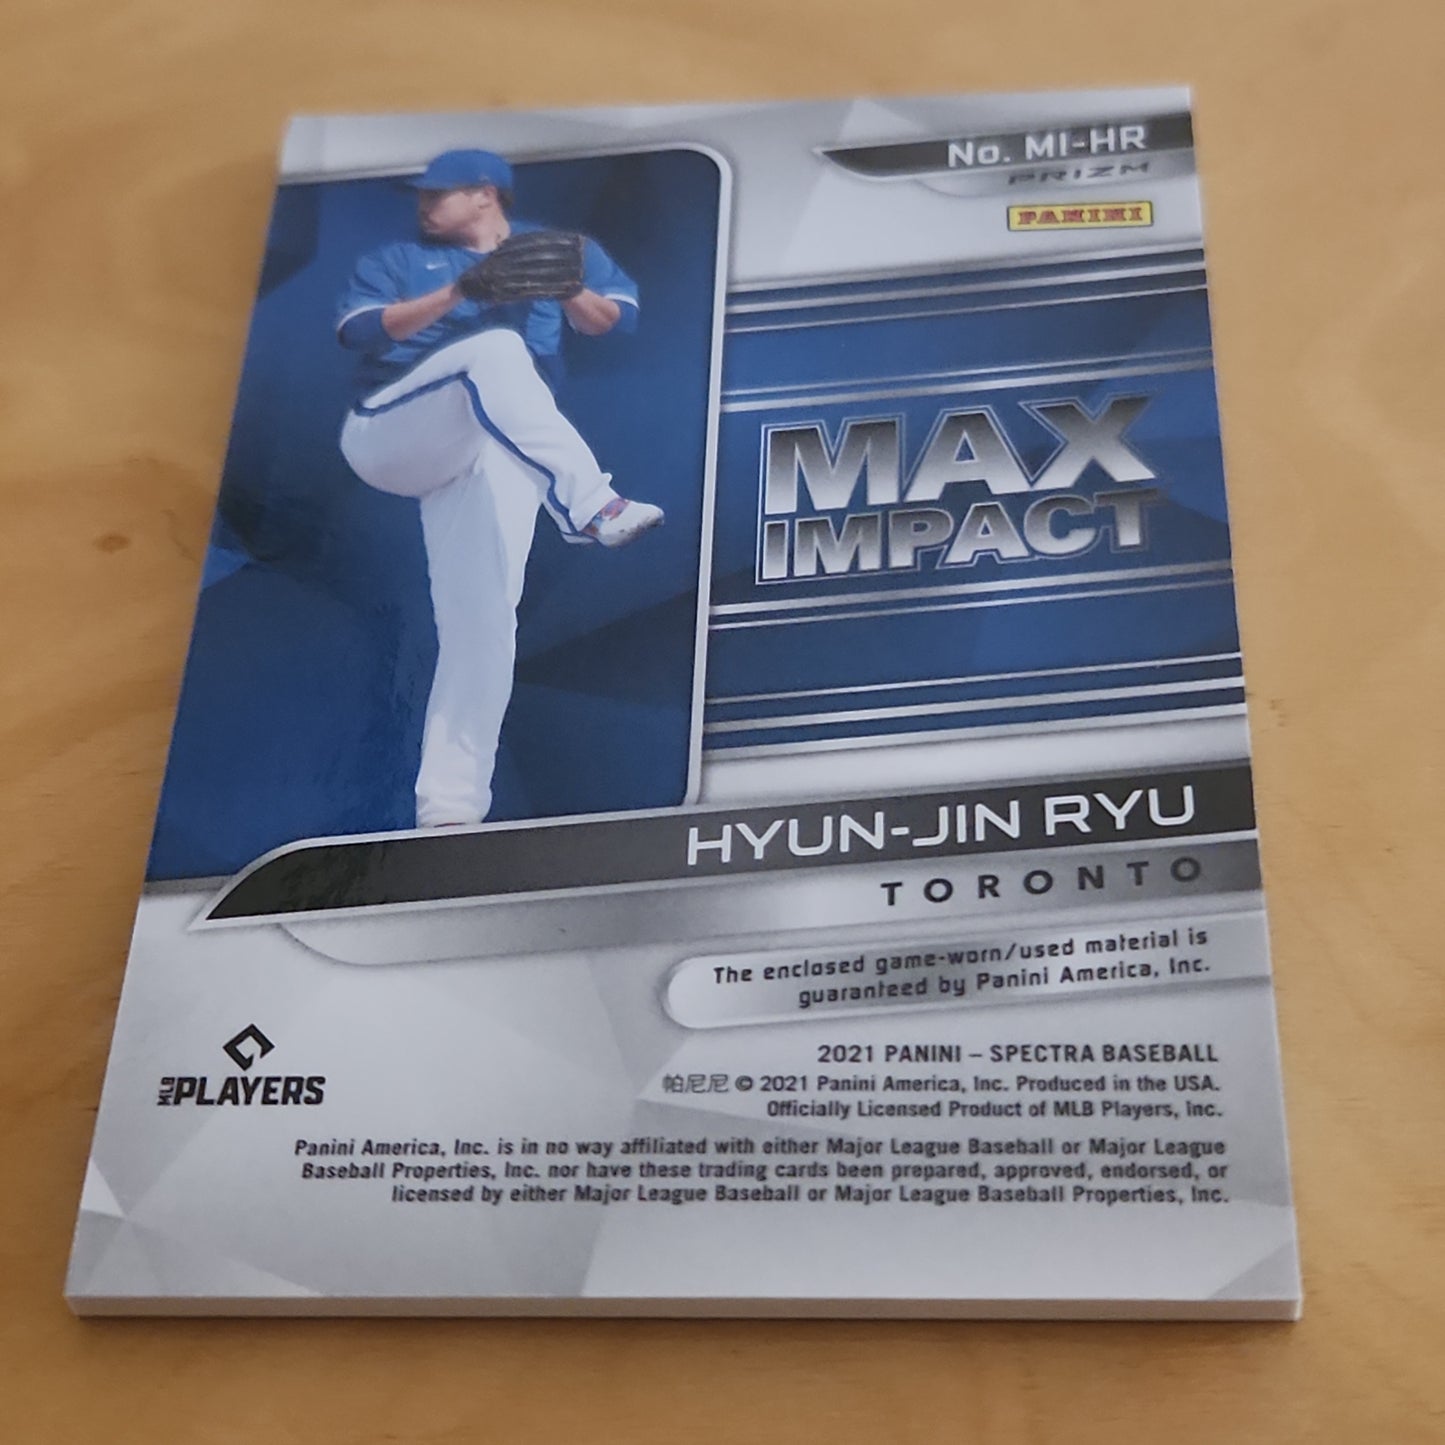 No. MI-HR
PRIZM
PANINI
MAX
IMPACT
HYUN-JIN RYU
TORONTO
The enclosed game-worn/used material is
guaranteed by Panini America, Inc.
MLB PLAYERS
2021 PANINI – SPECTRA BASEBALL
帕尼尼 © 2021 Panini America, Inc. Produced in the USA.
Officially Licensed Product of MLB Players, Inc.
Panini America, Inc. is in no way affiliated with either Major League Baseball or Major League
Baseball Properties, Inc. nor have these trading cards been prepared, approved, endorsed, or
licensed by either Major League Baseball or Major League Baseball Properties, Inc.